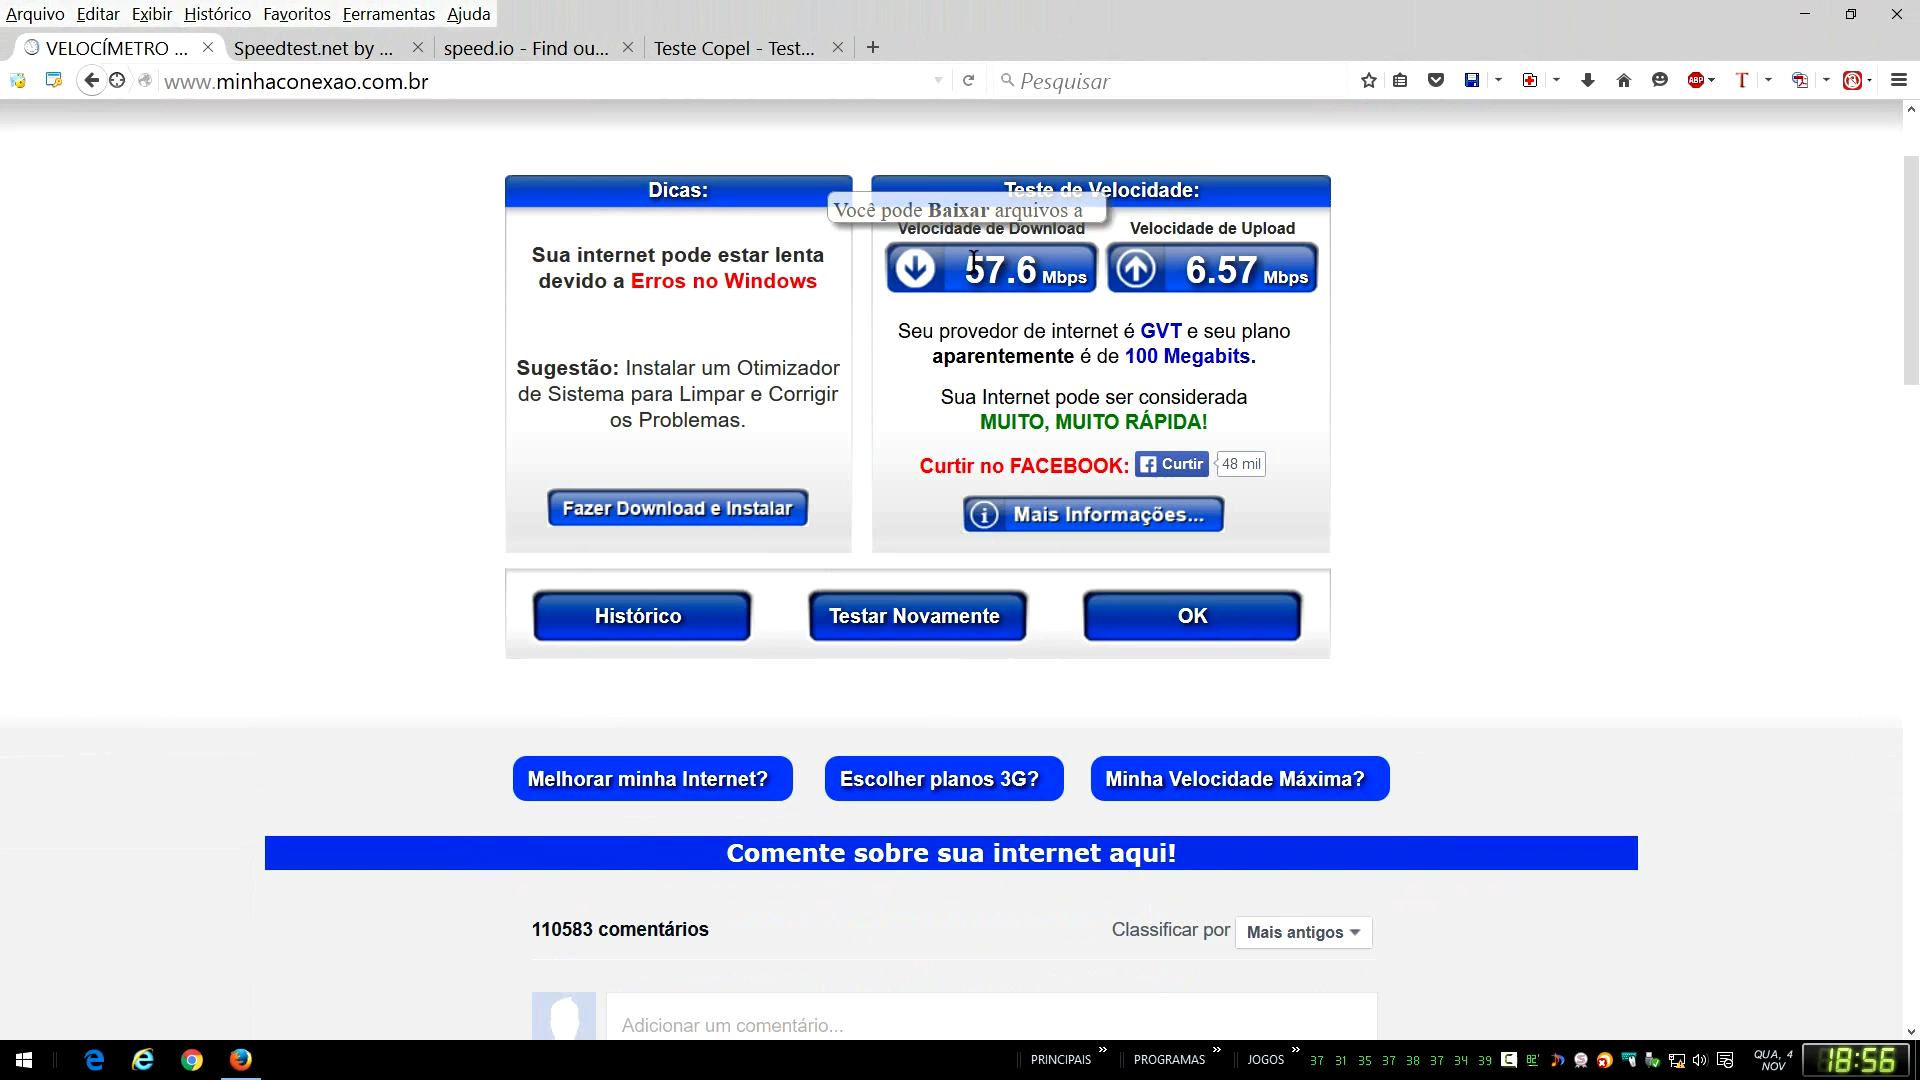 Arquivo Editar Exibir Histórico Favoritos Ferramentas Ajuda
VELOCÍMETRO ... Speedtest.net by ... speed.io - Find ou... Teste Copel - Test...
www.minhaconexao.com.br Pesquisar
Dicas:
Sua internet pode estar lenta
devido a Erros no Windows
Sugestão: Instalar um Otimizador
de Sistema para Limpar e Corrigir
os Problemas.
Fazer Download e Instalar
Teste de Velocidade:
Você pode Baixar arquivos a
Velocidade de Download Velocidade de Upload
57.6 Mbps 6.57 Mbps
Seu provedor de internet é GVT e seu plano
aparentemente é de 100 Megabits.
Sua Internet pode ser considerada
MUITO, MUITO RÁPIDA!
Curtir no FACEBOOK: Curtir 48 mil
Mais Informações...
Histórico Testar Novamente OK
Melhorar minha Internet? Escolher planos 3G? Minha Velocidade Máxima?
Comente sobre sua internet aqui!
110583 comentários Classificar por Mais antigos
Adicionar um comentário...
PRINCIPAIS PROGRAMAS JOGOS 37 31 35 37 38 37 34 39 QUA, 4 18:56
NOV